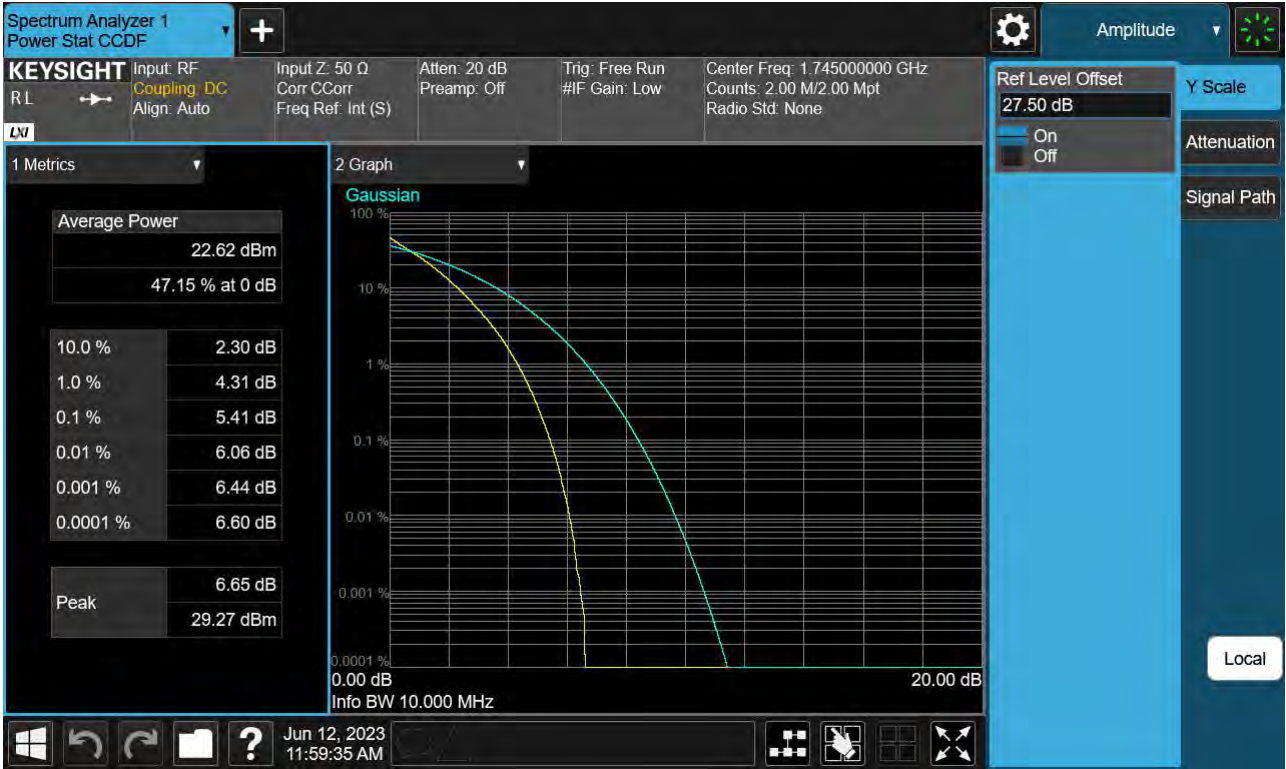 Spectrum Analyzer 1
Power Stat CCDF
Amplitude
KEYSIGHT
R L
LXI
Input: RF
Coupling: DC
Align: Auto
Input Z: 50 Ω
Corr CCorr
Freq Ref: Int (S)
Atten: 20 dB
Preamp: Off
Trig: Free Run
#IF Gain: Low
Center Freq: 1.745000000 GHz
Counts: 2.00 M/2.00 Mpt
Radio Std: None
Ref Level Offset
27.50 dB
On
Off
Y Scale
Attenuation
Signal Path
1 Metrics
Average Power
22.62 dBm
47.15 % at 0 dB
10.0 % 2.30 dB
1.0 % 4.31 dB
0.1 % 5.41 dB
0.01 % 6.06 dB
0.001 % 6.44 dB
0.0001 % 6.60 dB
Peak
6.65 dB
29.27 dBm
2 Graph
Gaussian
100 %
10 %
1 %
0.1 %
0.01 %
0.001 %
0.0001 %
0.00 dB 20.00 dB
Info BW 10.000 MHz
Local
?
Jun 12, 2023
11:59:35 AM